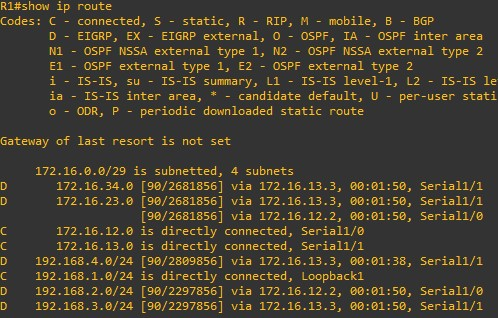 R1#show ip route
Codes: C - connected, S - static, R - RIP, M - mobile, B - BGP
       D - EIGRP, EX - EIGRP external, O - OSPF, IA - OSPF inter area
       N1 - OSPF NSSA external type 1, N2 - OSPF NSSA external type 2
       E1 - OSPF external type 1, E2 - OSPF external type 2
       i - IS-IS, su - IS-IS summary, L1 - IS-IS level-1, L2 - IS-IS le
       ia - IS-IS inter area, * - candidate default, U - per-user stati
       o - ODR, P - periodic downloaded static route
Gateway of last resort is not set
     172.16.0.0/29 is subnetted, 4 subnets
D       172.16.34.0 [90/2681856] via 172.16.13.3, 00:01:50, Serial1/1
D       172.16.23.0 [90/2681856] via 172.16.13.3, 00:01:50, Serial1/1
                    [90/2681856] via 172.16.12.2, 00:01:50, Serial1/0
C       172.16.12.0 is directly connected, Serial1/0
C       172.16.13.0 is directly connected, Serial1/1
D    192.168.4.0/24 [90/2809856] via 172.16.13.3, 00:01:38, Serial1/1
C    192.168.1.0/24 is directly connected, Loopback1
D    192.168.2.0/24 [90/2297856] via 172.16.12.2, 00:01:50, Serial1/0
D    192.168.3.0/24 [90/2297856] via 172.16.13.3, 00:01:50, Serial1/1